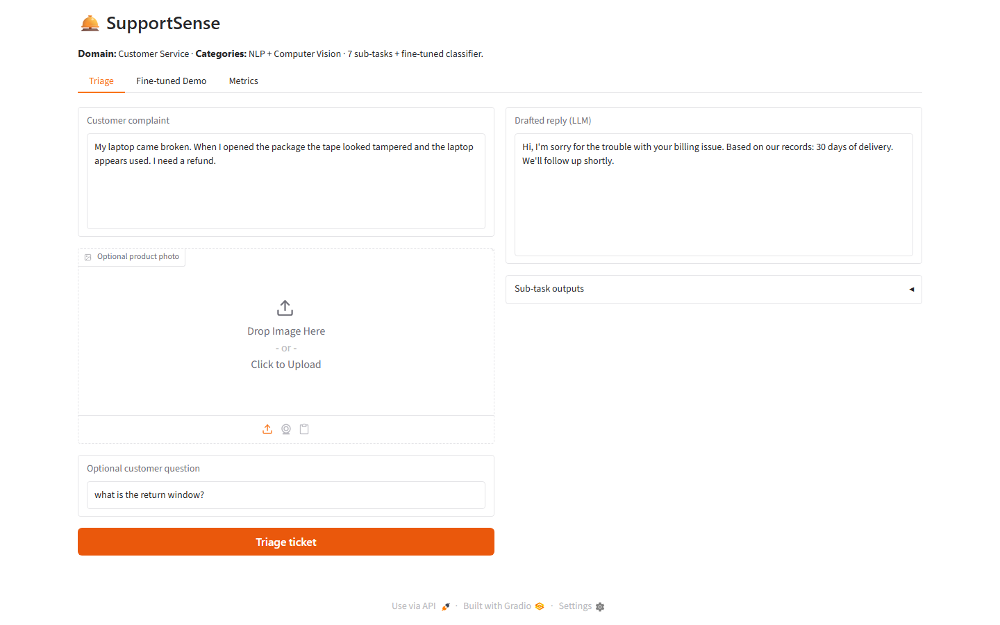 SupportSense
Domain: Customer Service · Categories: NLP + Computer Vision · 7 sub-tasks + fine-tuned classifier.
Triage
Fine-tuned Demo
Metrics
Customer complaint
My laptop came broken. When I opened the package the tape looked tampered and the laptop
appears used. I need a refund.
Optional product photo
Drop Image Here
- or -
Click to Upload
Optional customer question
what is the return window?
Triage ticket
Drafted reply (LLM)
Hi, I'm sorry for the trouble with your billing issue. Based on our records: 30 days of delivery.
We'll follow up shortly.
Sub-task outputs
Use via API · Built with Gradio · Settings